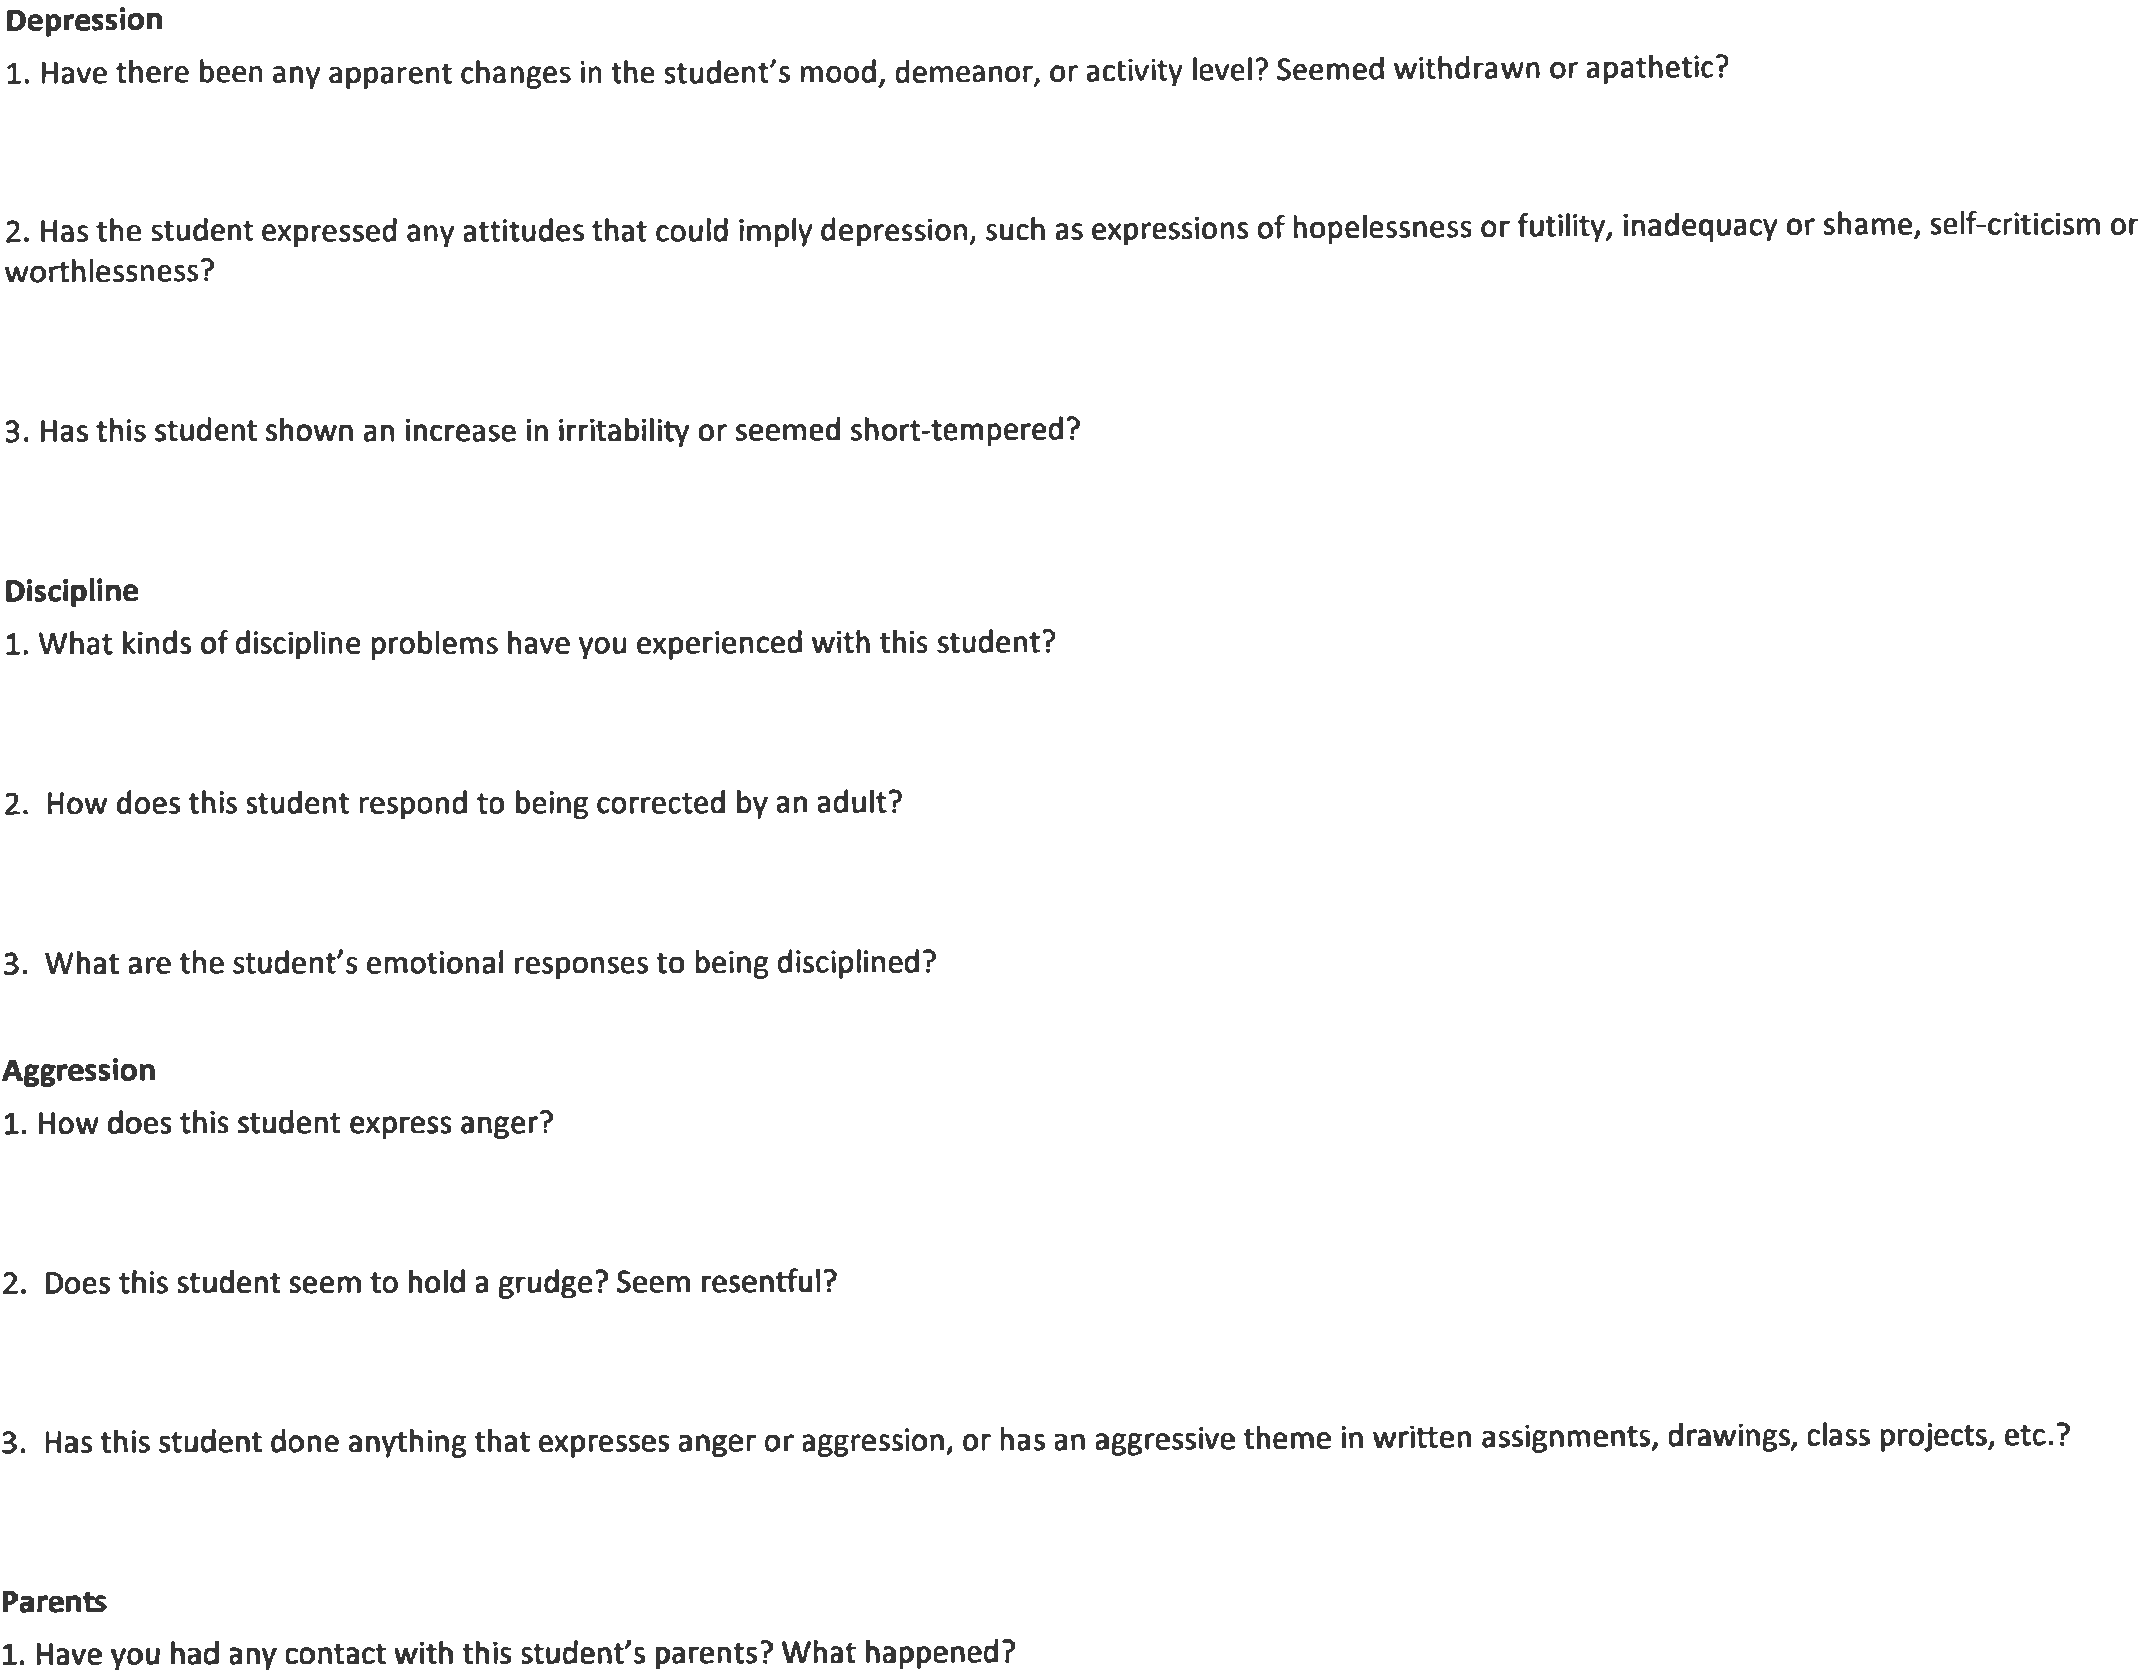 Depression
1. Have there been any apparent changes in the student's mood, demeanor, or activity level? Seemed withdrawn or apathetic?
2. Has the student expressed any attitudes that could imply depression, such as expressions of hopelessness or futility, inadequacy or shame, self-criticism or
worthlessness?
3. Has this student shown an increase in irritability or seemed short-tempered?
Discipline
1. What kinds of discipline problems have you experienced with this student?
2. How does this student respond to being corrected by an adult?
3. What are the student's emotional responses to being disciplined?
Aggression
1. How does this student express anger?
2. Does this student seem to hold a grudge? Seem resentful?
3. Has this student done anything that expresses anger or aggression, or has an aggressive theme in written assignments, drawings, class projects, etc.?
Parents
1. Have you had any contact with this student's parents? What happened?